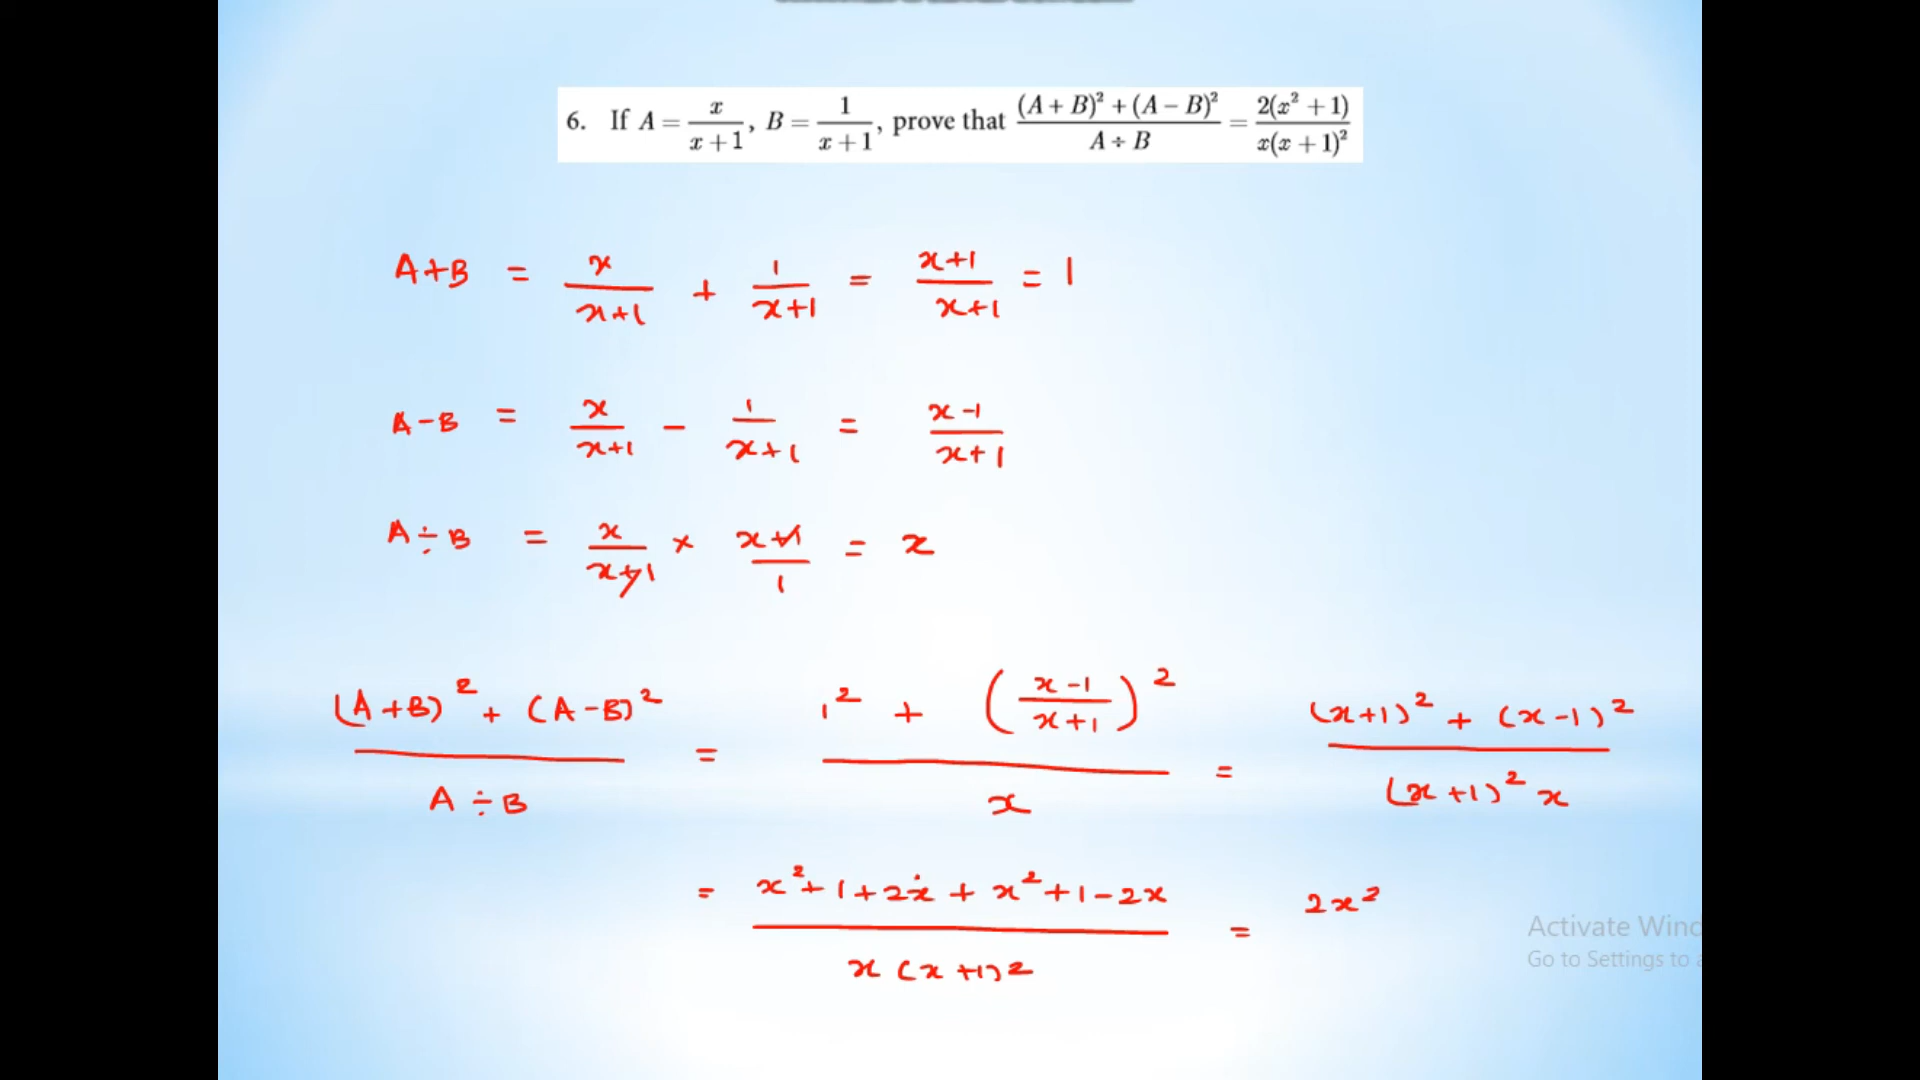 6. If A = x/(x+1), B = 1/(x+1), prove that ((A + B)² + (A − B)²)/(A ÷ B) = 2(x² + 1)/(x(x + 1)²)
A+B = x/(x+1) + 1/(x+1) = (x+1)/(x+1) = 1
A−B = x/(x+1) − 1/(x+1) = (x−1)/(x+1)
A÷B = x/(x+1) × (x+1)/1 = x
((A+B)² + (A−B)²)/(A÷B) = (1² + ((x−1)/(x+1))²)/x = ((x+1)² + (x−1)²)/((x+1)² x)
= (x²+1+2x + x²+1−2x)/(x(x+1)²) = 2x²
Activate Wind
Go to Settings to a